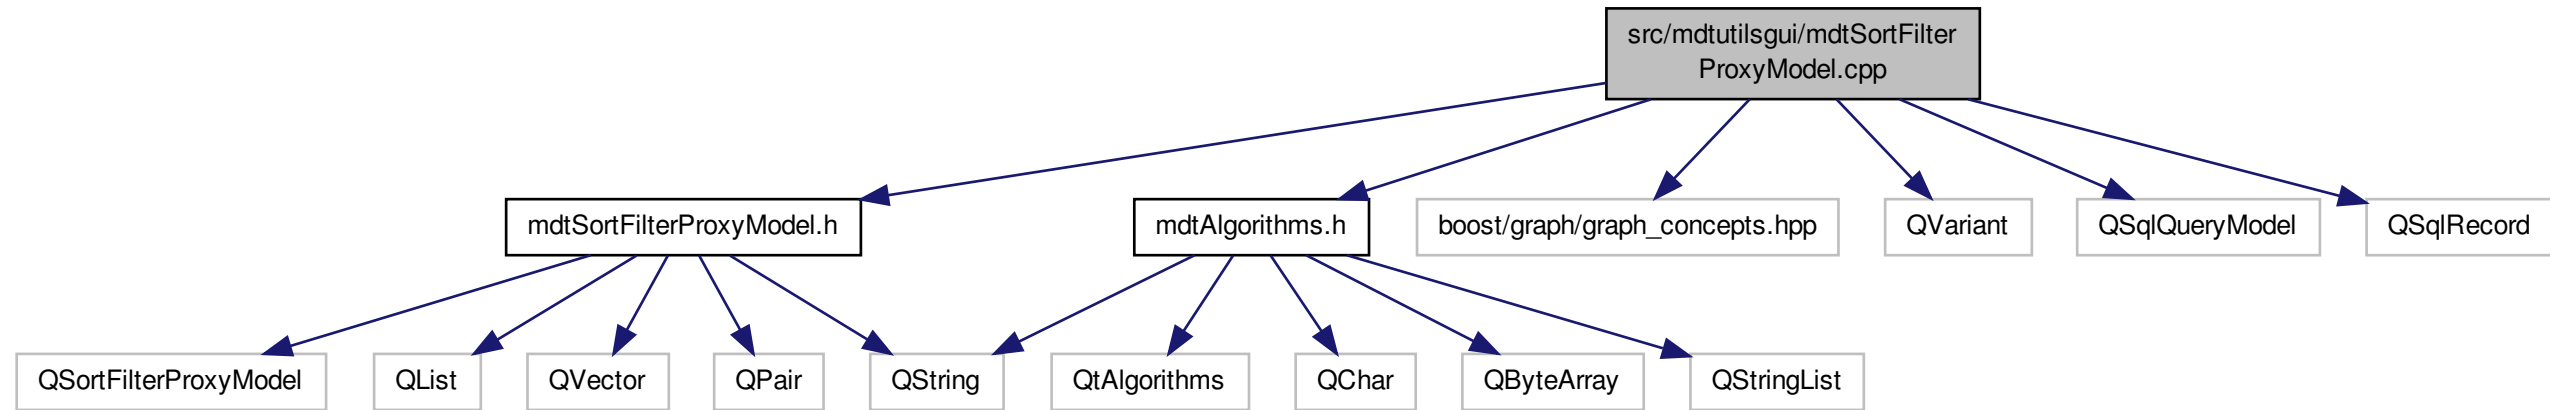 src/mdtutilsgui/mdtSortFilter
ProxyModel.cpp
mdtSortFilterProxyModel.h
mdtAlgorithms.h
boost/graph/graph_concepts.hpp
QVariant
QSqlQueryModel
QSqlRecord
QSortFilterProxyModel
QList
QVector
QPair
QString
QtAlgorithms
QChar
QByteArray
QStringList